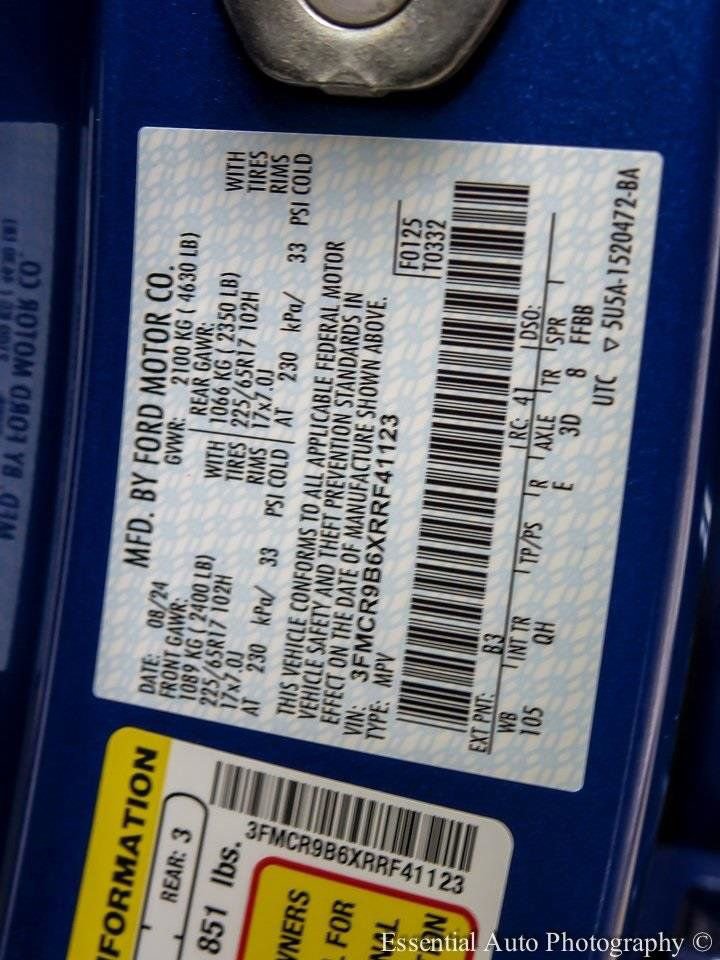 MFD. BY FORD MOTOR CO.
DATE: 08/24 GVWR: 2100 KG ( 4630 LB)
FRONT GAWR: REAR GAWR:
1089 KG ( 2400 LB) WITH 1066 KG ( 2350 LB) WITH
225/65R17 102H TIRES 225/65R17 102H TIRES
17x7.0J RIMS 17x7.0J RIMS
AT 230 kPa/ 33 PSI COLD AT 230 kPa/ 33 PSI COLD
THIS VEHICLE CONFORMS TO ALL APPLICABLE FEDERAL MOTOR
VEHICLE SAFETY AND THEFT PREVENTION STANDARDS IN
EFFECT ON THE DATE OF MANUFACTURE SHOWN ABOVE.
VIN: 3FMCR9B6XRRF41123
TYPE: MPV
F0125
T0332
EXT PNT: B3 RC: 41 DSO:
WB INT TR TP/PS R AXLE TR SPR
105 QH E 3D 8 FFBB
UTC ▽ 5U5A-1520472-BA
FORMATION
REAR: 3
851 lbs.
3FMCR9B6XRRF41123
WNERS
L FOR
NAL
TION
Essential Auto Photography ©